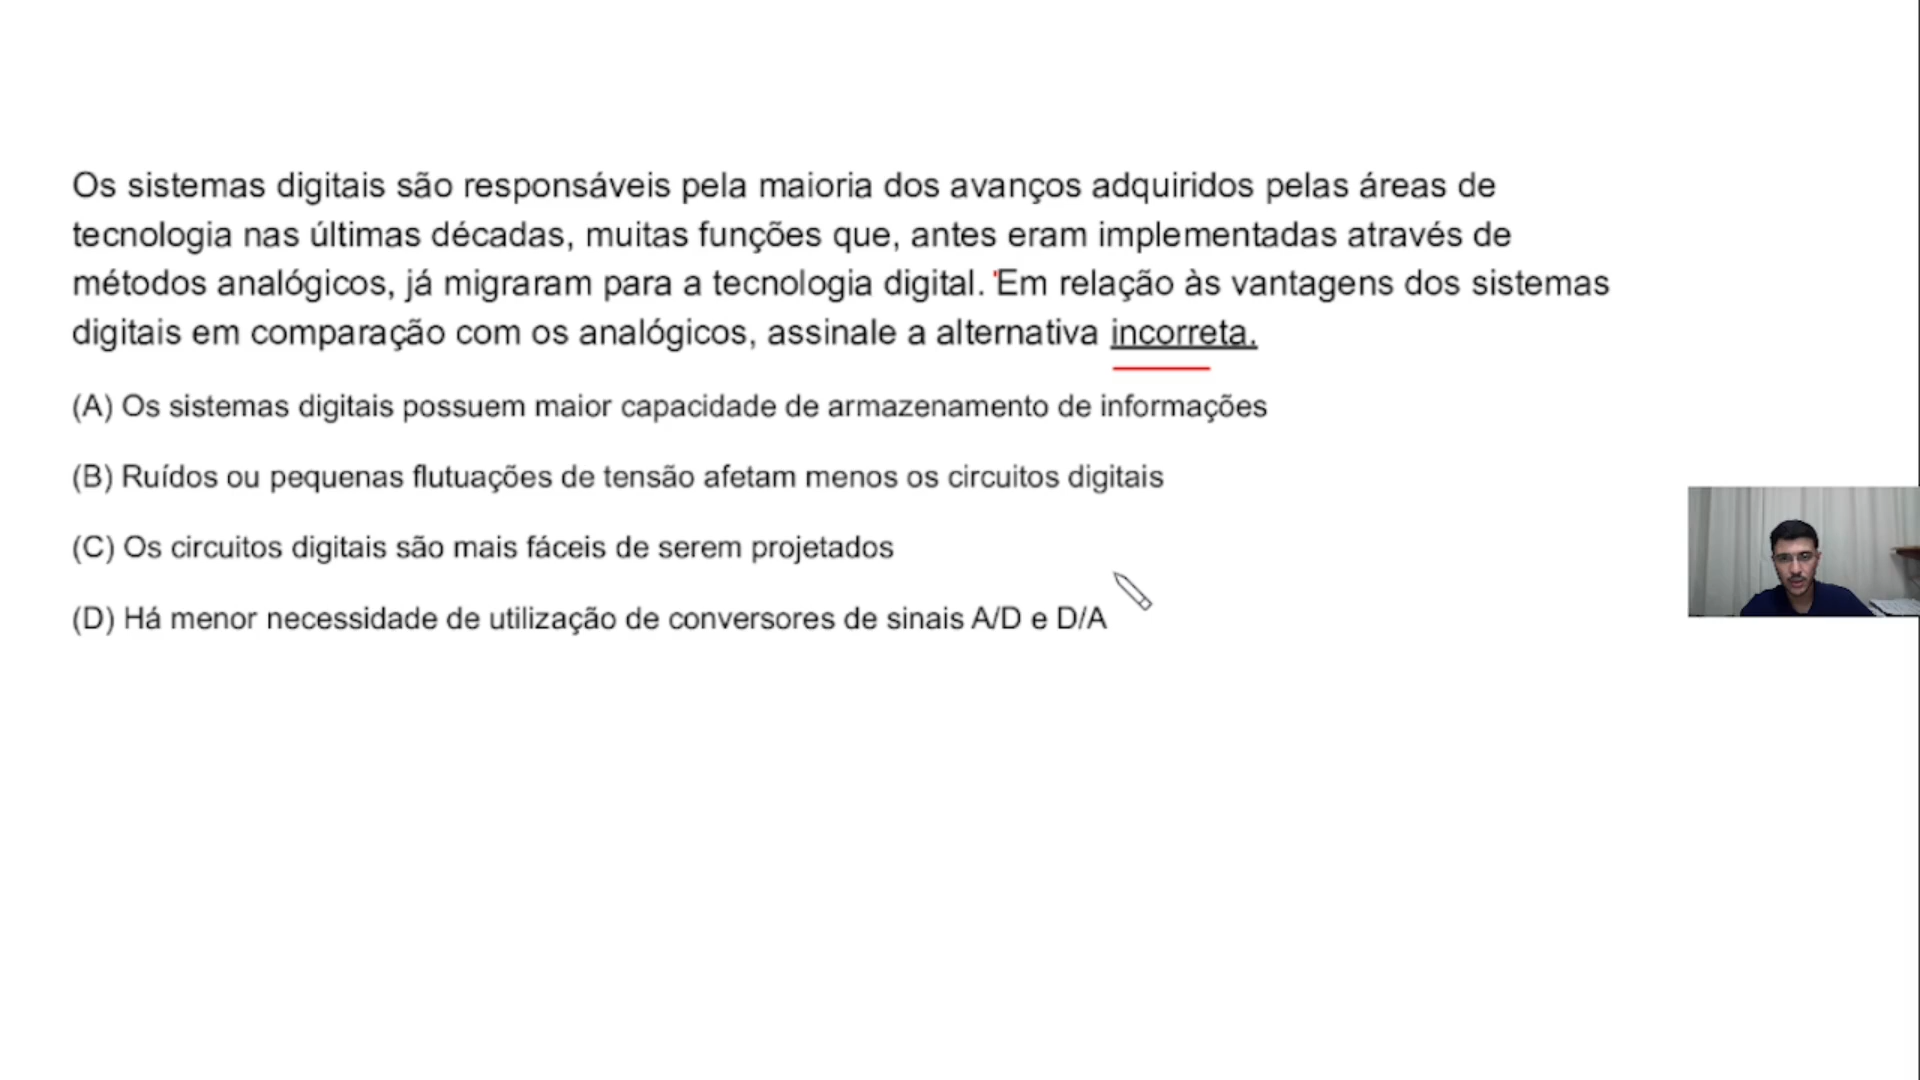 Os sistemas digitais são responsáveis pela maioria dos avanços adquiridos pelas áreas de
tecnologia nas últimas décadas, muitas funções que, antes eram implementadas através de
métodos analógicos, já migraram para a tecnologia digital. Em relação às vantagens dos sistemas
digitais em comparação com os analógicos, assinale a alternativa incorreta.
(A) Os sistemas digitais possuem maior capacidade de armazenamento de informações
(B) Ruídos ou pequenas flutuações de tensão afetam menos os circuitos digitais
(C) Os circuitos digitais são mais fáceis de serem projetados
(D) Há menor necessidade de utilização de conversores de sinais A/D e D/A